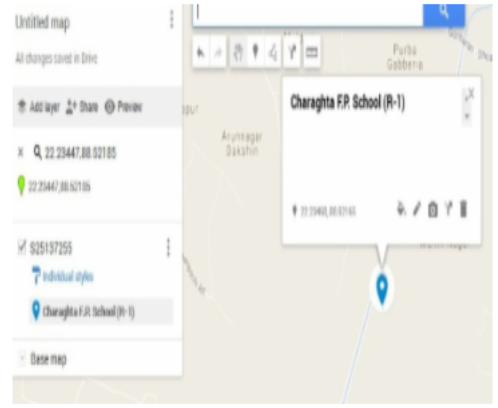 Untitled map
All changes saved in Drive
Add layer Share Preview
22.23447,88.52185
22.23447,88.52185
S25137255
Individual styles
Charaghta F.P. School (R-1)
Base map
Purba
Gabberia
Arunnagar
Dakshin
Charaghta F.P. School (R-1)